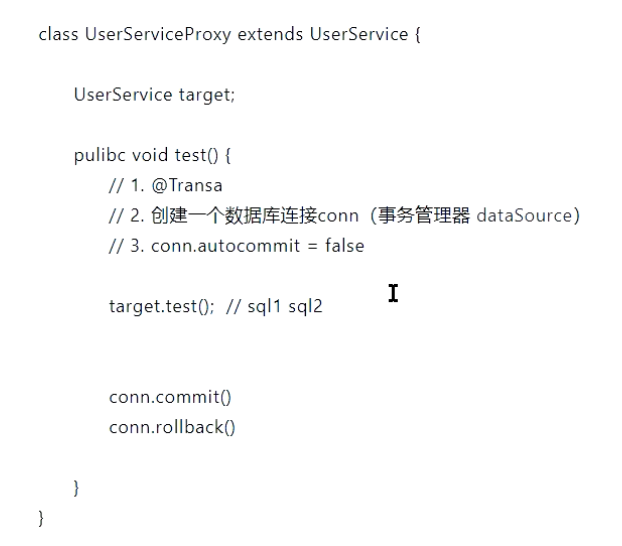 class UserServiceProxy extends UserService {
UserService target;
pulibc void test() {
// 1. @Transa
// 2. 创建一个数据库连接conn（事务管理器 dataSource）
// 3. conn.autocommit = false
target.test();  // sql1 sql2
conn.commit()
conn.rollback()
}
}